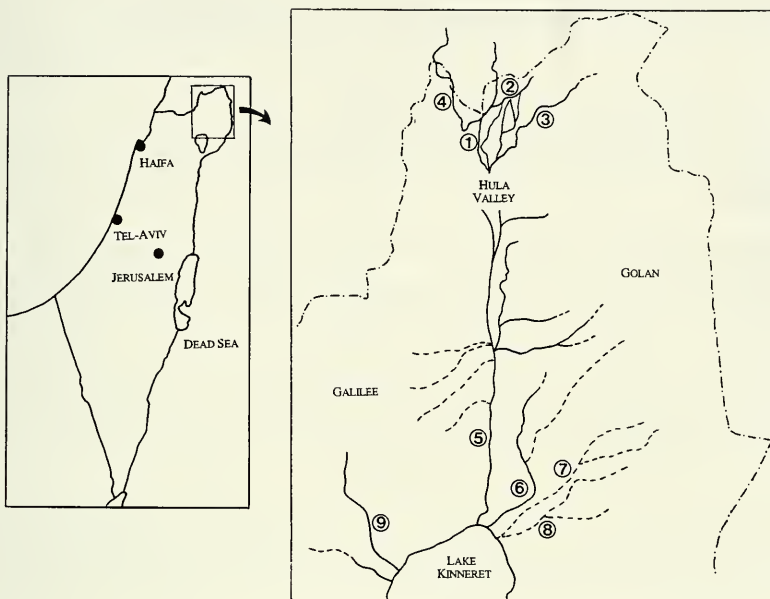 HAIFA
TEL-AVIV
JERUSALEM
DEAD SEA
②
④
③
①
HULA
VALLEY
GOLAN
GALILEE
⑤
⑦
⑥
⑨
⑧
LAKE
KINNERET